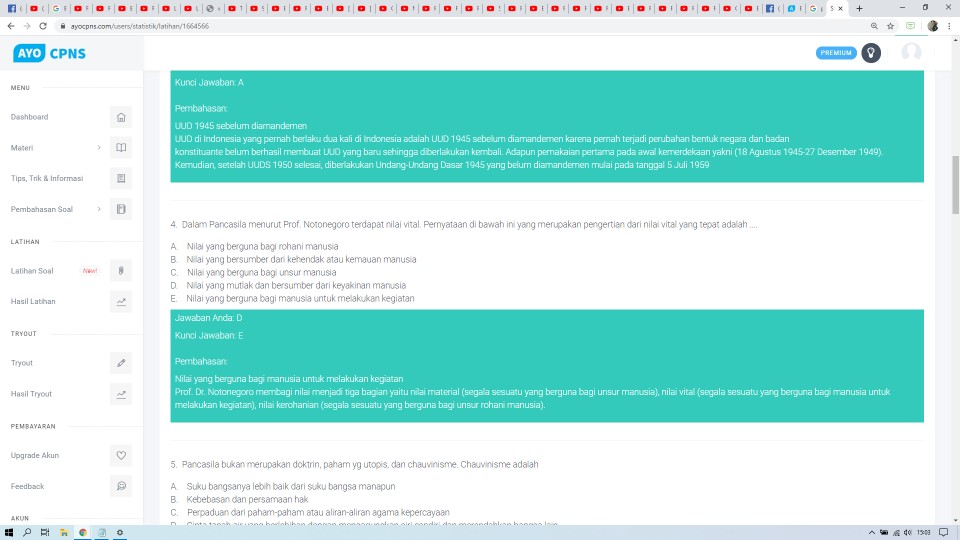 ayocpns.com/users/statistik/latihan/1664566
AYO CPNS
PREMIUM
MENU
Dashboard
Materi
Tips, Trik & Informasi
Pembahasan Soal
LATIHAN
Latihan Soal New!
Hasil Latihan
TRYOUT
Tryout
Hasil Tryout
PEMBAYARAN
Upgrade Akun
Feedback
AKUN
Kunci Jawaban: A
Pembahasan:
UUD 1945 sebelum diamandemen
UUD di Indonesia yang pernah berlaku dua kali di Indonesia adalah UUD 1945 sebelum diamandemen karena pernah terjadi perubahan bentuk negara dan badan
konstituante belum berhasil membuat UUD yang baru sehingga diberlakukan kembali. Adapun pemakaian pertama pada awal kemerdekaan yakni (18 Agustus 1945-27 Desember 1949).
Kemudian, setelah UUDS 1950 selesai, diberlakukan Undang-Undang Dasar 1945 yang belum diamandemen mulai pada tanggal 5 Juli 1959
4. Dalam Pancasila menurut Prof. Notonegoro terdapat nilai vital. Pernyataan di bawah ini yang merupakan pengertian dari nilai vital yang tepat adalah ....
A. Nilai yang berguna bagi rohani manusia
B. Nilai yang bersumber dari kehendak atau kemauan manusia
C. Nilai yang berguna bagi unsur manusia
D. Nilai yang mutlak dan bersumber dari keyakinan manusia
E. Nilai yang berguna bagi manusia untuk melakukan kegiatan
Jawaban Anda: D
Kunci Jawaban: E
Pembahasan:
Nilai yang berguna bagi manusia untuk melakukan kegiatan
Prof. Dr. Notonegoro membagi nilai menjadi tiga bagian yaitu nilai material (segala sesuatu yang berguna bagi unsur manusia), nilai vital (segala sesuatu yang berguna bagi manusia untuk
melakukan kegiatan), nilai kerohanian (segala sesuatu yang berguna bagi unsur rohani manusia).
5. Pancasila bukan merupakan doktrin, paham yg utopis, dan chauvinisme. Chauvinisme adalah
A. Suku bangsanya lebih baik dari suku bangsa manapun
B. Kebebasan dan persamaan hak
C. Perpaduan dari paham-paham atau aliran-aliran agama kepercayaan
D. Cinta tanah air yang berlebihan dengan mengagungkan diri sendiri dan merendahkan bangsa lain
15:03